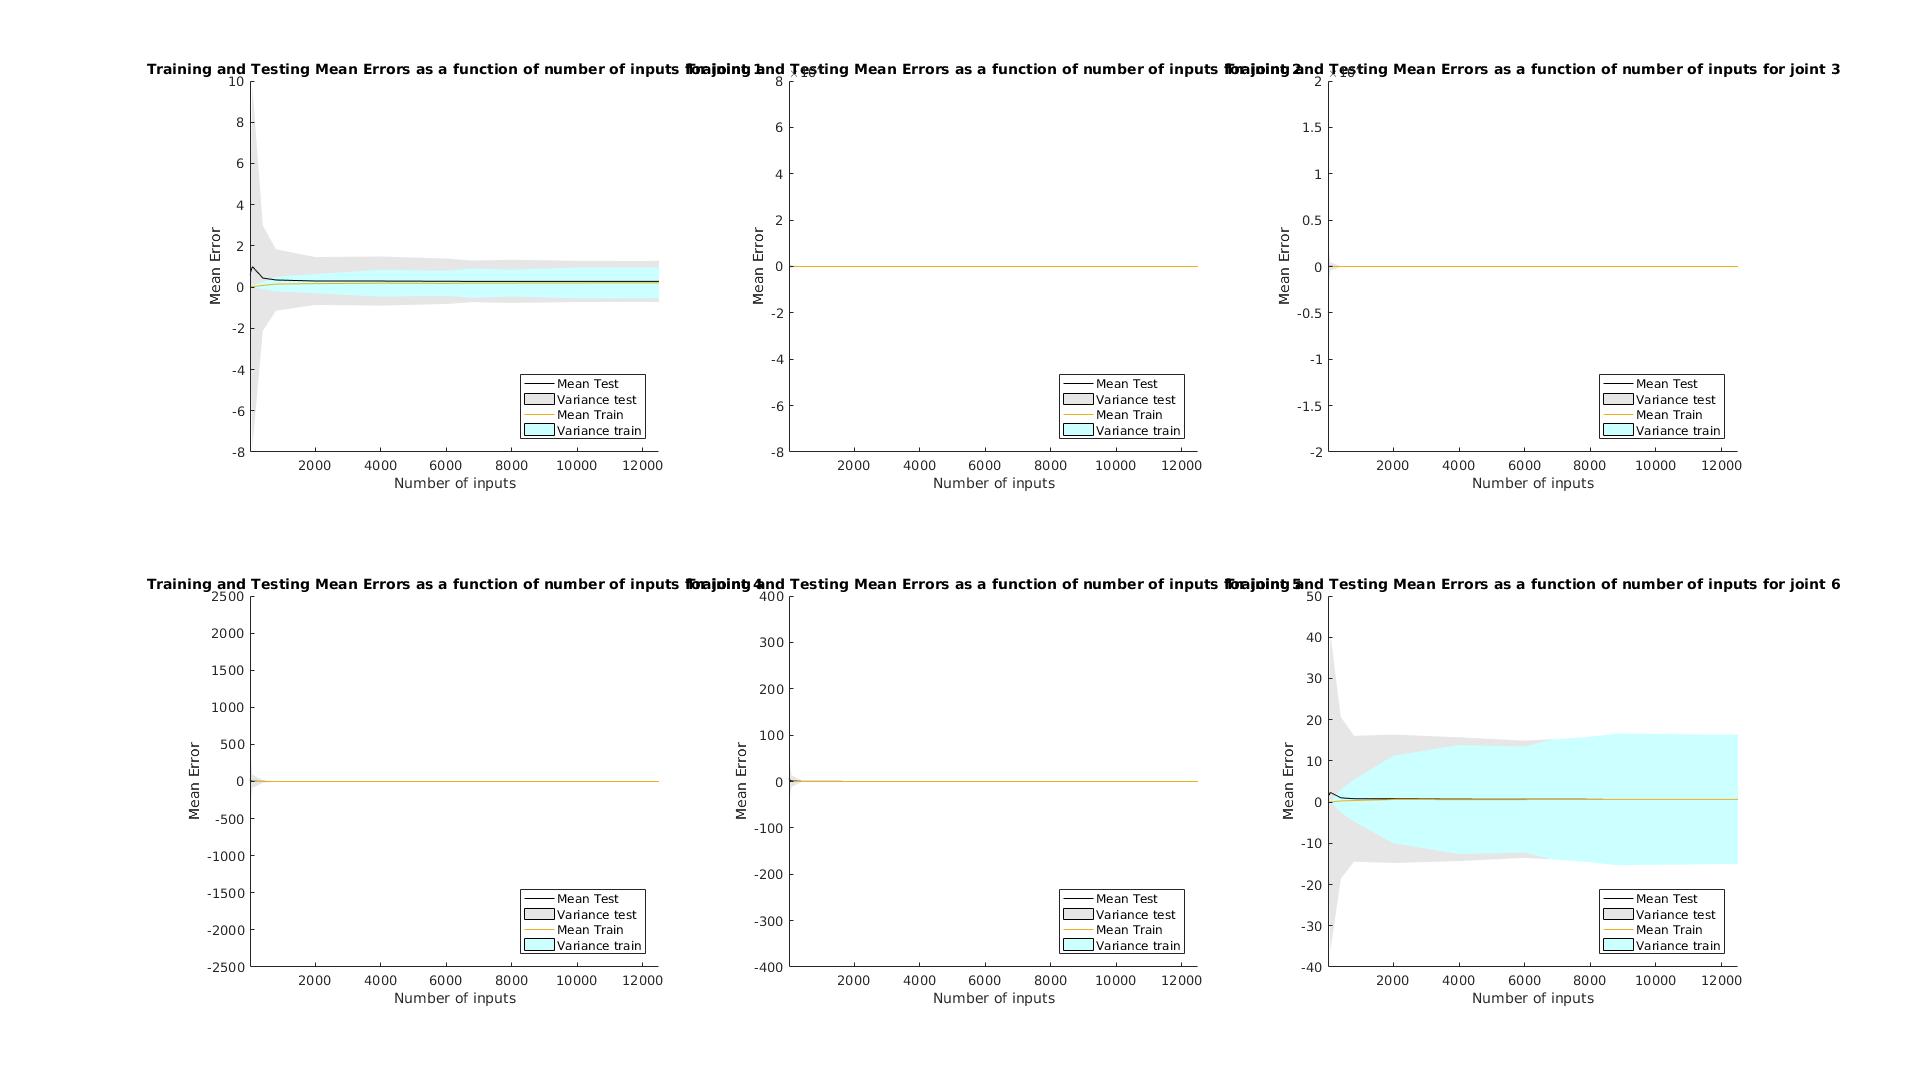 Training and Testing Mean Errors as a function of number of inputs for joint 1
10
8
6
4
2
0
-2
-4
-6
-8
Mean Error
2000 4000 6000 8000 10000 12000
Number of inputs
Mean Test
Variance test
Mean Train
Variance train
Training and Testing Mean Errors as a function of number of inputs for joint 2
8
6
4
2
0
-2
-4
-6
-8
Mean Error
2000 4000 6000 8000 10000 12000
Number of inputs
Mean Test
Variance test
Mean Train
Variance train
Training and Testing Mean Errors as a function of number of inputs for joint 3
2
1.5
1
0.5
0
-0.5
-1
-1.5
-2
Mean Error
2000 4000 6000 8000 10000 12000
Number of inputs
Mean Test
Variance test
Mean Train
Variance train
Training and Testing Mean Errors as a function of number of inputs for joint 4
2500
2000
1500
1000
500
0
-500
-1000
-1500
-2000
-2500
Mean Error
2000 4000 6000 8000 10000 12000
Number of inputs
Mean Test
Variance test
Mean Train
Variance train
Training and Testing Mean Errors as a function of number of inputs for joint 5
400
300
200
100
0
-100
-200
-300
-400
Mean Error
2000 4000 6000 8000 10000 12000
Number of inputs
Mean Test
Variance test
Mean Train
Variance train
Training and Testing Mean Errors as a function of number of inputs for joint 6
50
40
30
20
10
0
-10
-20
-30
-40
Mean Error
2000 4000 6000 8000 10000 12000
Number of inputs
Mean Test
Variance test
Mean Train
Variance train